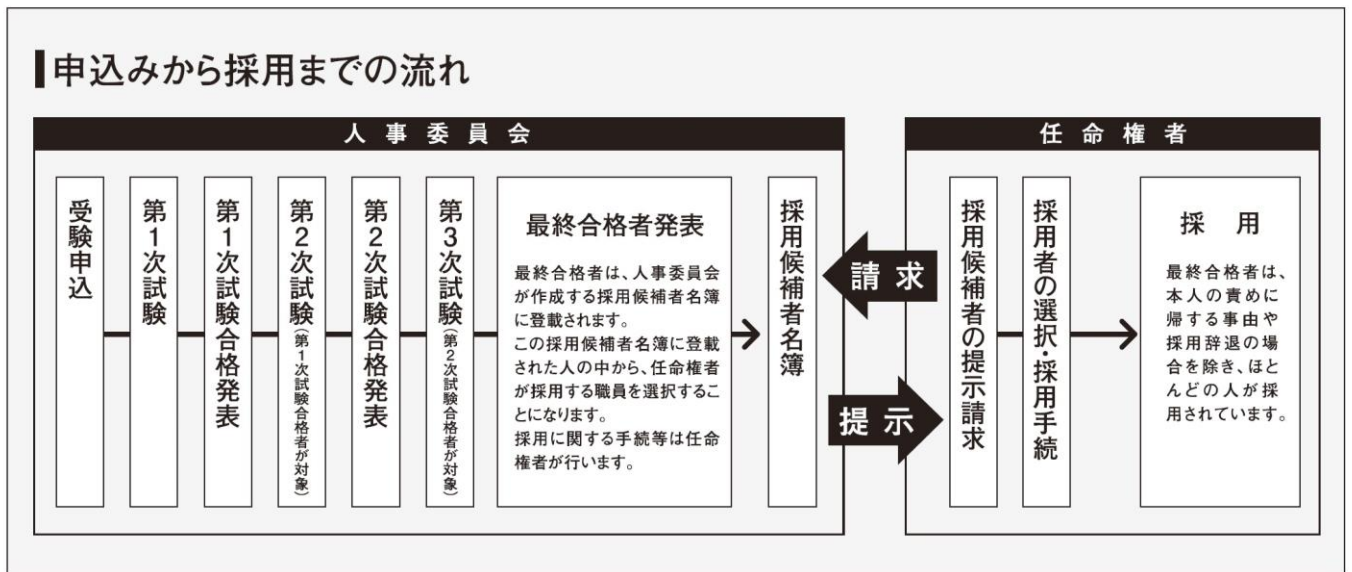 申込みから採用までの流れ
人事委員会
受験申込
第1次試験
第1次試験合格発表
第2次試験(第1次試験合格者が対象)
第2次試験合格発表
第3次試験(第2次試験合格者が対象)
最終合格者発表
最終合格者は、人事委員会
が作成する採用候補者名簿
に登載されます。
この採用候補者名簿に登載
された人の中から、任命権者
が採用する職員を選択するこ
とになります。
採用に関する手続等は任命
権者が行います。
採用候補者名簿
請求
提示
任命権者
採用候補者の提示請求
採用者の選択・採用手続
採用
最終合格者は、
本人の責めに
帰する事由や
採用辞退の場
合を除き、ほと
んどの人が採
用されています。